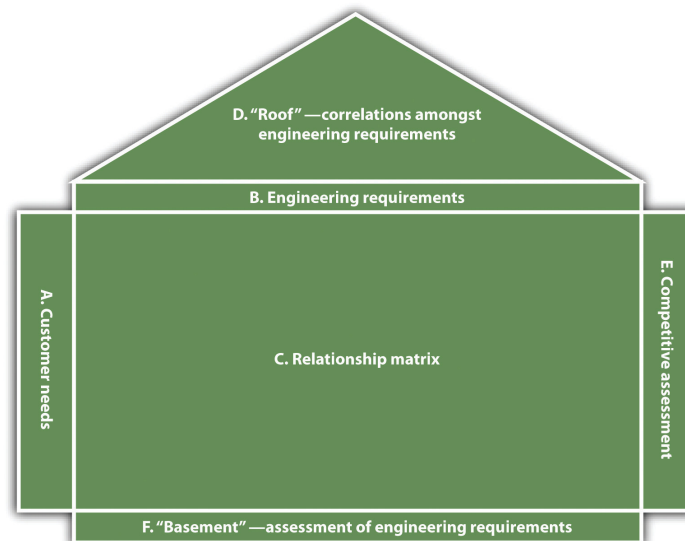 D. “Roof” —correlations amongst
engineering requirements
B. Engineering requirements
A. Customer needs
C. Relationship matrix
E. Competitive assessment
F. “Basement” —assessment of engineering requirements